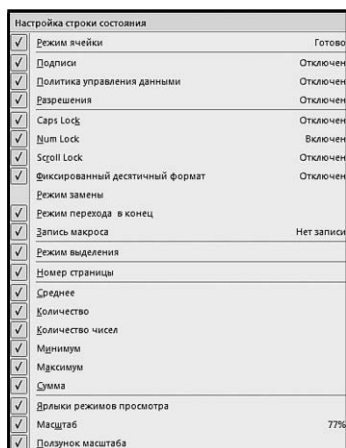 Настройка строки состояния
Режим ячейки Готово
Подписи Отключен
Политика управления данными Отключен
Разрешения Отключен
Caps Lock Отключен
Num Lock Включен
Scroll Lock Отключен
Фиксированный десятичный формат Отключен
Режим замены
Режим перехода в конец
Запись макроса Нет записи
Режим выделения
Номер страницы
Среднее
Количество
Количество чисел
Минимум
Максимум
Сумма
Ярлыки режимов просмотра
Масштаб 77%
Ползунок масштаба